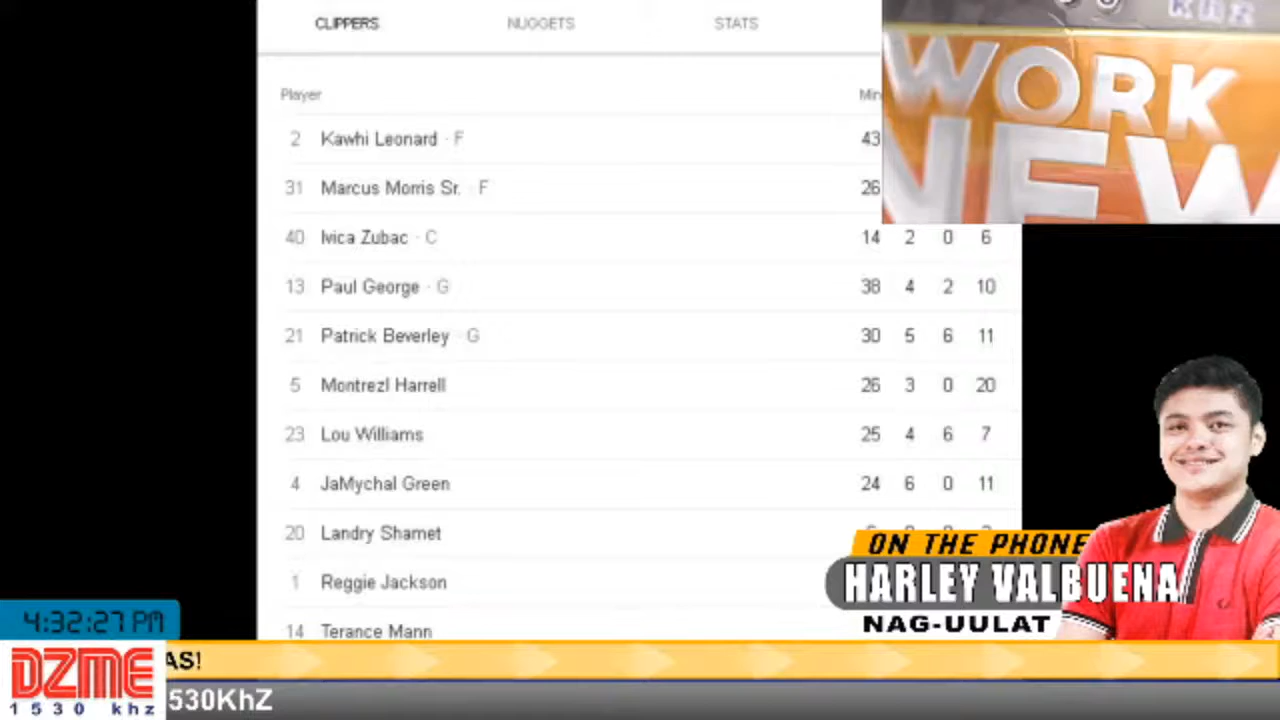 CLIPPERS NUGGETS STATS
KHZ
WORK
NEW
Player Min
2 Kawhi Leonard · F 43
31 Marcus Morris Sr. · F 26
40 Ivica Zubac · C 14 2 0 6
13 Paul George · G 38 4 2 10
21 Patrick Beverley · G 30 5 6 11
5 Montrezl Harrell 26 3 0 20
23 Lou Williams 25 4 6 7
4 JaMychal Green 24 6 0 11
20 Landry Shamet
1 Reggie Jackson
14 Terance Mann
ON THE PHONE
HARLEY VALBUENA
NAG-UULAT
4:32:27 PM
AS!
DZME
1530 khz
530KhZ